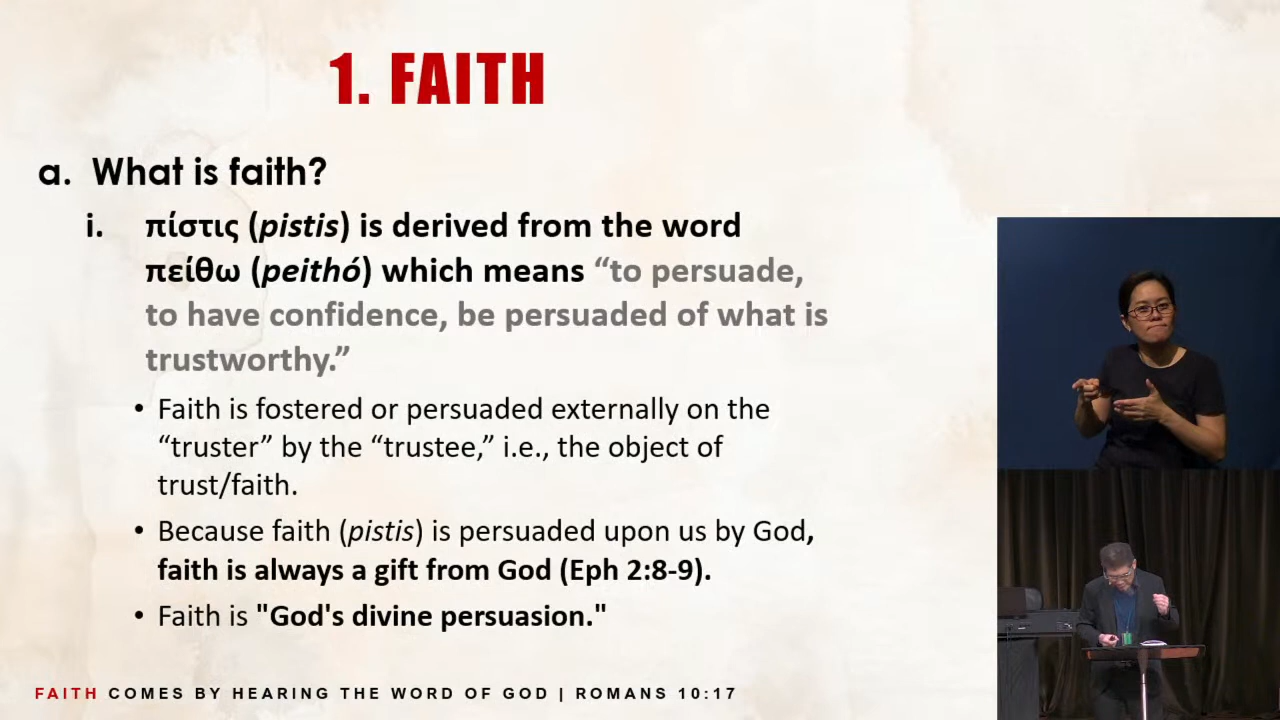 1. FAITH
a. What is faith?
i. πίστις (pistis) is derived from the word
πείθω (peithó) which means “to persuade,
to have confidence, be persuaded of what is
trustworthy.”
• Faith is fostered or persuaded externally on the
“truster” by the “trustee,” i.e., the object of
trust/faith.
• Because faith (pistis) is persuaded upon us by God,
faith is always a gift from God (Eph 2:8-9).
• Faith is "God's divine persuasion."
FAITH COMES BY HEARING THE WORD OF GOD | ROMANS 10:17